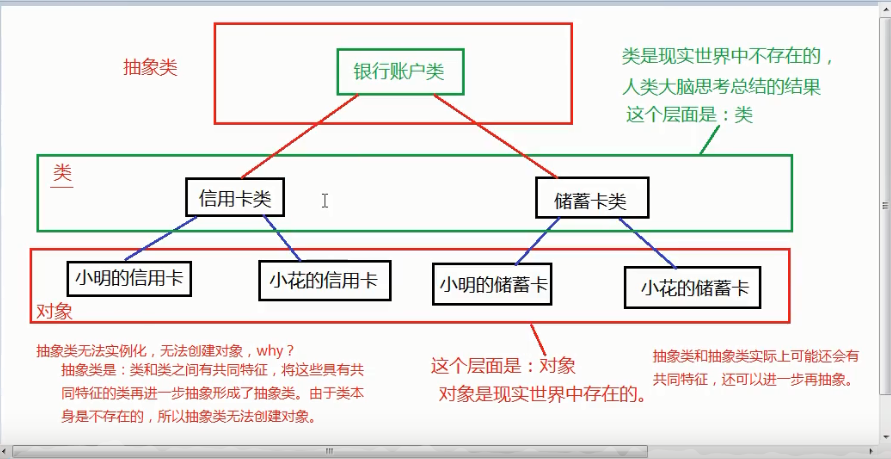 抽象类
银行账户类
类是现实世界中不存在的，
人类大脑思考总结的结果
这个层面是：类
类
信用卡类
储蓄卡类
小明的信用卡
小花的信用卡
小明的储蓄卡
小花的储蓄卡
对象
抽象类无法实例化，无法创建对象，why？
抽象类是：类和类之间有共同特征，将这些具有共
同特征的类再进一步抽象形成了抽象类。由于类本
身是不存在的，所以抽象类无法创建对象。
这个层面是：对象
对象是现实世界中存在的。
抽象类和抽象类实际上可能还会有
共同特征，还可以进一步再抽象。